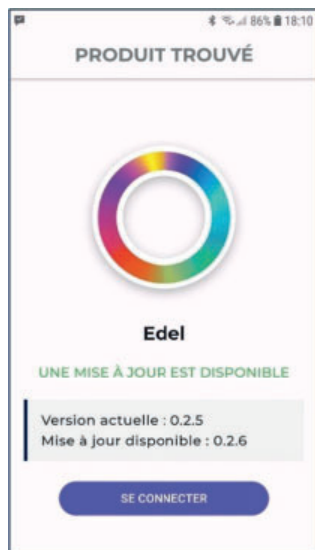 86% 18:10
PRODUIT TROUVÉ
Edel
UNE MISE À JOUR EST DISPONIBLE
Version actuelle : 0.2.5
Mise à jour disponible : 0.2.6
SE CONNECTER